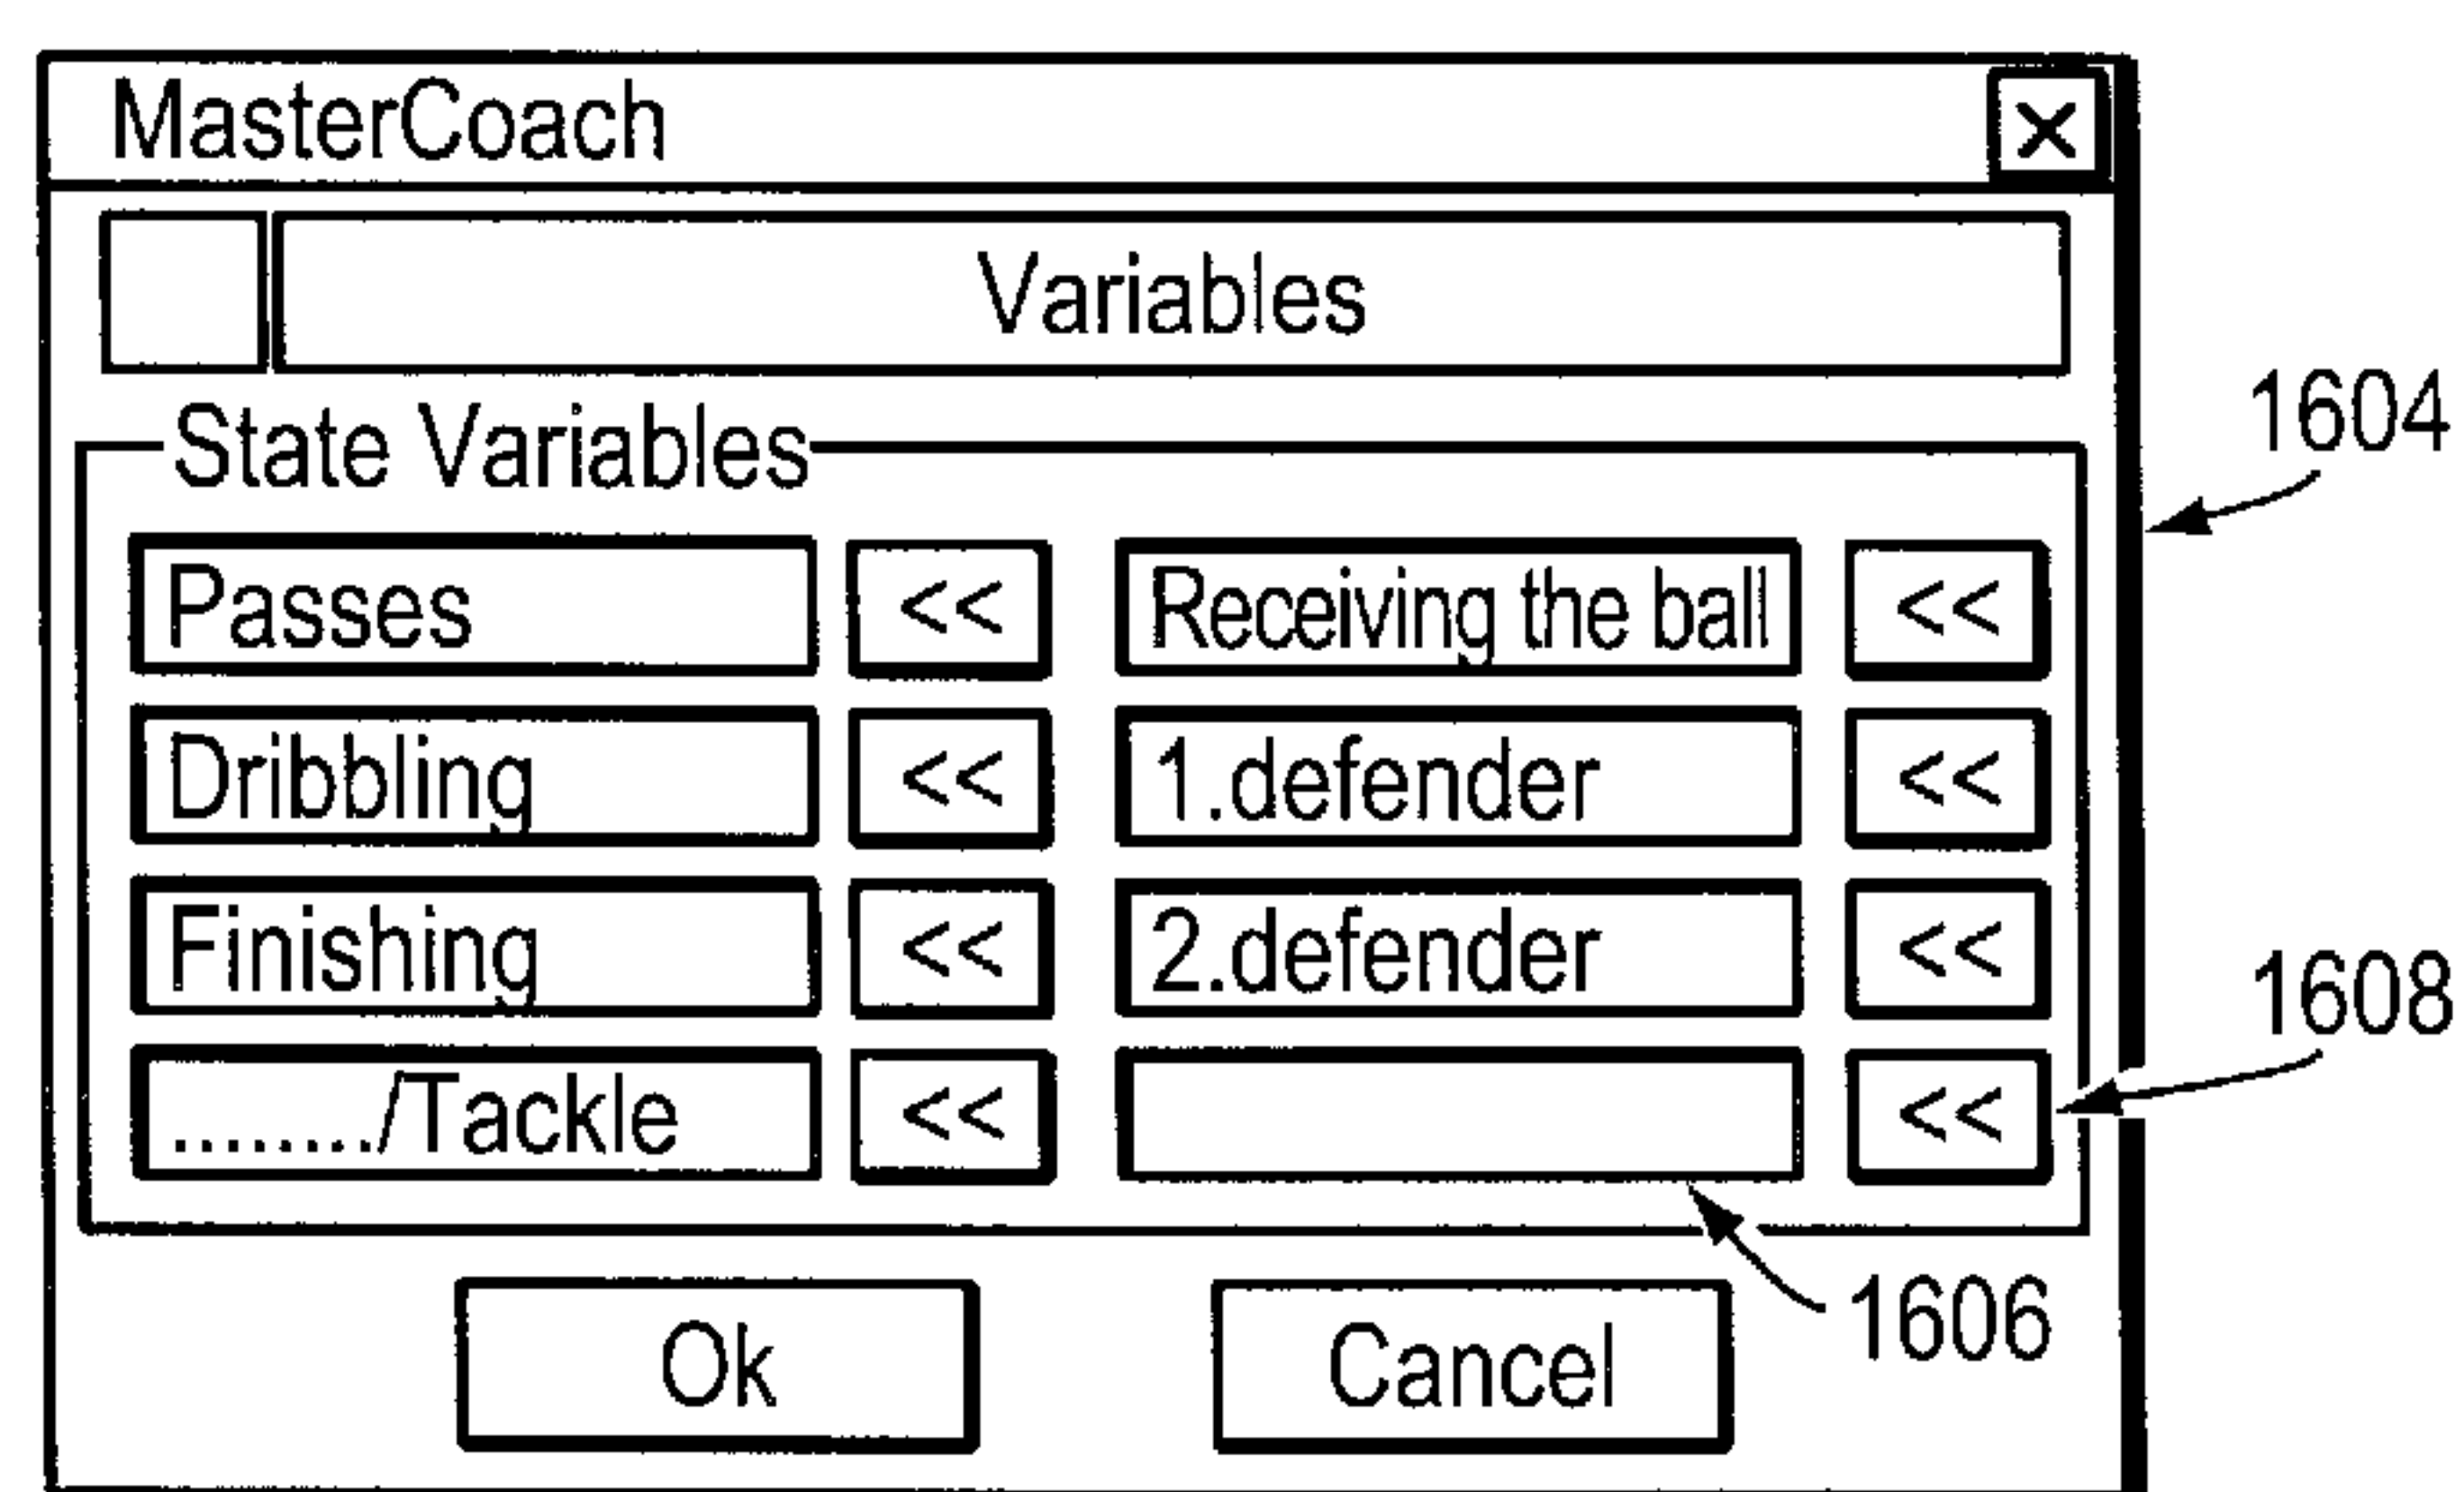 MasterCoach X
Variables
1604
State Variables
Passes << Receiving the ball <<
Dribbling << 1.defender <<
Finishing << 2.defender <<
1608
......../Tackle << <<
1606
Ok Cancel